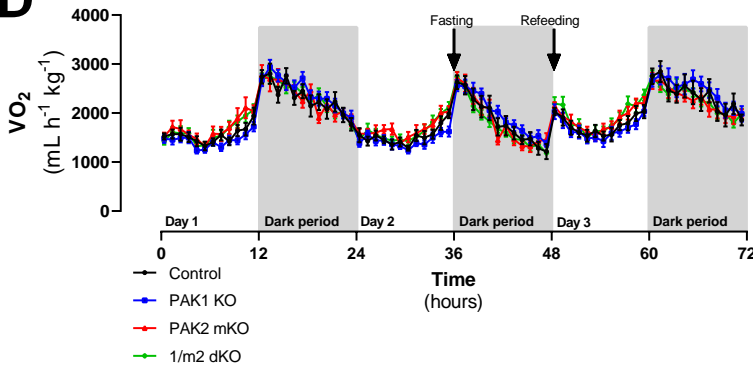 D
Fasting Refeeding
4000
3000
2000
1000
0
VO2
(mL h-1 kg-1)
Day 1 Dark period Day 2 Dark period Day 3 Dark period
0 12 24 36 48 60 72
Time
(hours)
Control
PAK1 KO
PAK2 mKO
1/m2 dKO